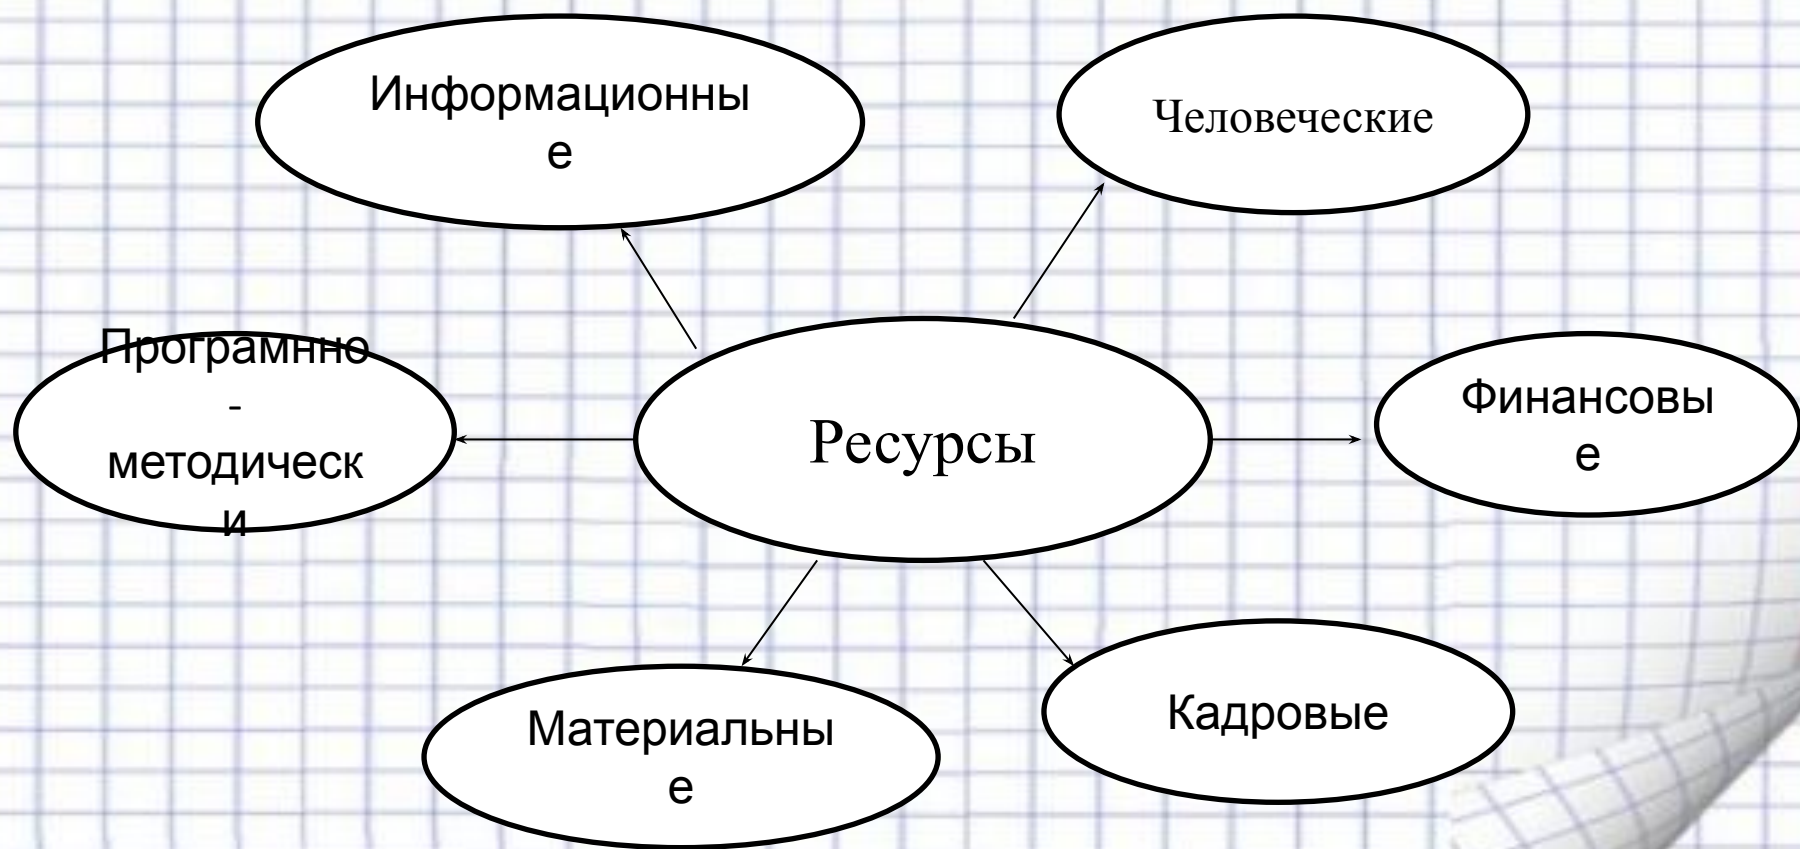 Информационны
е
Человеческие
Програмнно
-
методическ
и
Ресурсы
Финансовы
е
Материальны
е
Кадровые